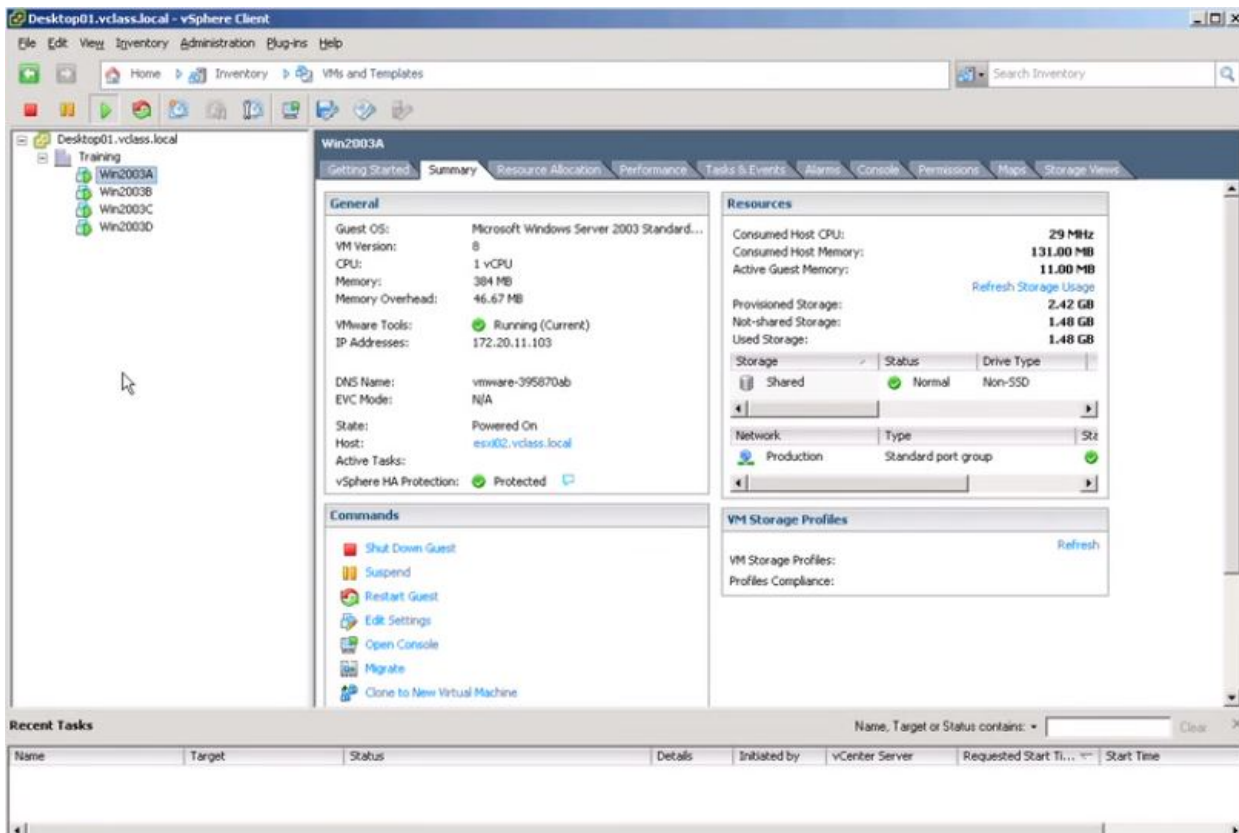 Desktop01.vclass.local - vSphere Client
File Edit View Inventory Administration Plug-ins Help
Home Inventory VMs and Templates
Search Inventory
Desktop01.vclass.local
Training
Win2003A
Win2003B
Win2003C
Win2003D
Win2003A
Getting Started Summary Resource Allocation Performance Tasks & Events Alarms Console Permissions Maps Storage Views
General
Guest OS: Microsoft Windows Server 2003 Standard...
VM Version: 8
CPU: 1 vCPU
Memory: 384 MB
Memory Overhead: 46.67 MB
VMware Tools: Running (Current)
IP Addresses: 172.20.11.103
DNS Name: vmware-395870ab
EVC Mode: N/A
State: Powered On
Host: esxi02.vclass.local
Active Tasks:
vSphere HA Protection: Protected
Commands
Shut Down Guest
Suspend
Restart Guest
Edit Settings
Open Console
Migrate
Clone to New Virtual Machine
Resources
Consumed Host CPU: 29 MHz
Consumed Host Memory: 131.00 MB
Active Guest Memory: 11.00 MB
Refresh Storage Usage
Provisioned Storage: 2.42 GB
Not-shared Storage: 1.48 GB
Used Storage: 1.48 GB
Storage Status Drive Type
Shared Normal Non-SSD
Network Type Sta
Production Standard port group
VM Storage Profiles
Refresh
VM Storage Profiles:
Profiles Compliance:
Recent Tasks
Name, Target or Status contains: Clear
Name Target Status Details Initiated by vCenter Server Requested Start Ti... Start Time